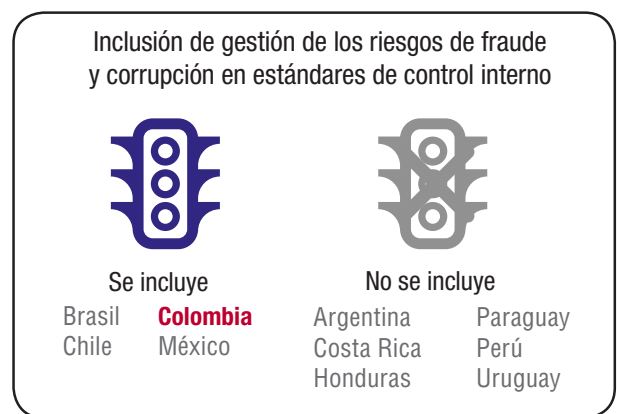 Inclusión de gestión de los riesgos de fraude
y corrupción en estándares de control interno
Se incluye
Brasil Colombia
Chile México
No se incluye
Argentina Paraguay
Costa Rica Perú
Honduras Uruguay